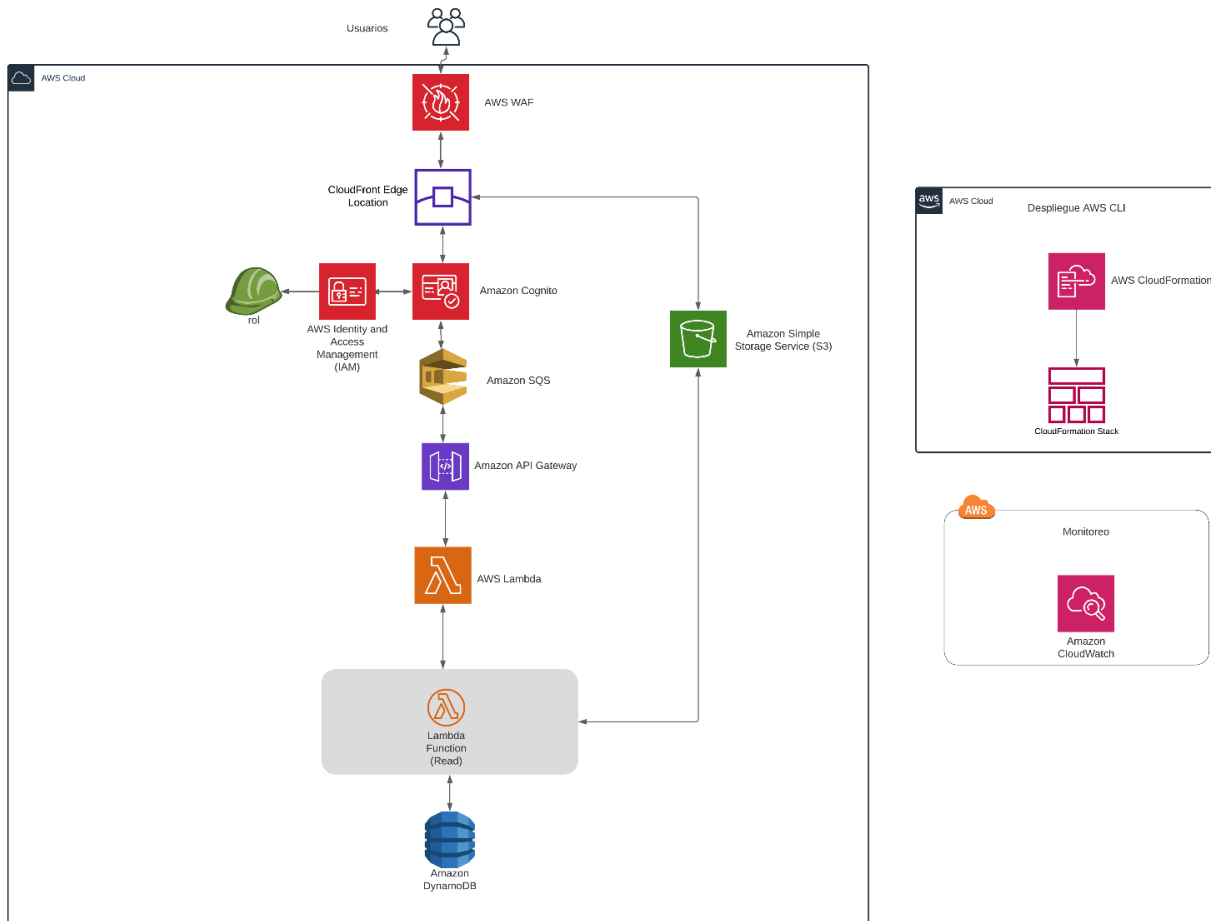 Usuarios
AWS Cloud
AWS WAF
CloudFront Edge
Location
Amazon Cognito
rol
AWS Identity and
Access
Management
(IAM)
Amazon SQS
Amazon Simple
Storage Service (S3)
Amazon API Gateway
AWS Lambda
Lambda
Function
(Read)
Amazon
DynamoDB
aws
AWS Cloud
Despliegue AWS CLI
AWS CloudFormation
CloudFormation Stack
AWS
Monitoreo
Amazon
CloudWatch